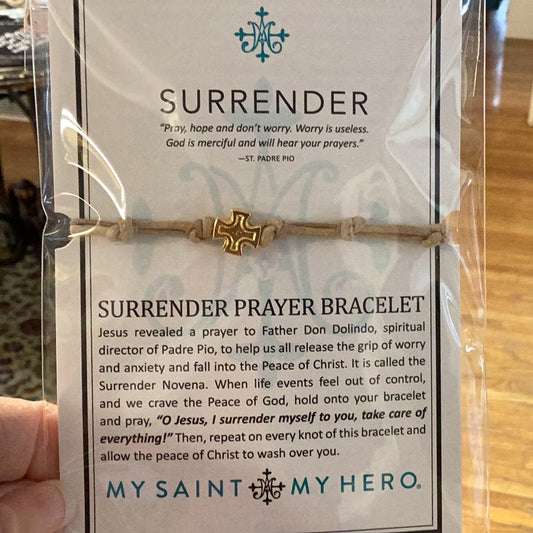 SURRENDER
"Pray, hope and don't worry. Worry is useless.
God is merciful and will hear your prayers."
—ST. PADRE PIO
SURRENDER PRAYER BRACELET
Jesus revealed a prayer to Father Don Dolindo, spiritual
director of Padre Pio, to help us all release the grip of worry
and anxiety and fall into the Peace of Christ. It is called the
Surrender Novena. When life events feel out of control,
and we crave the Peace of God, hold onto your bracelet
and pray, "O Jesus, I surrender myself to you, take care of
everything!" Then, repeat on every knot of this bracelet and
allow the peace of Christ to wash over you.
MY SAINT MY HERO®